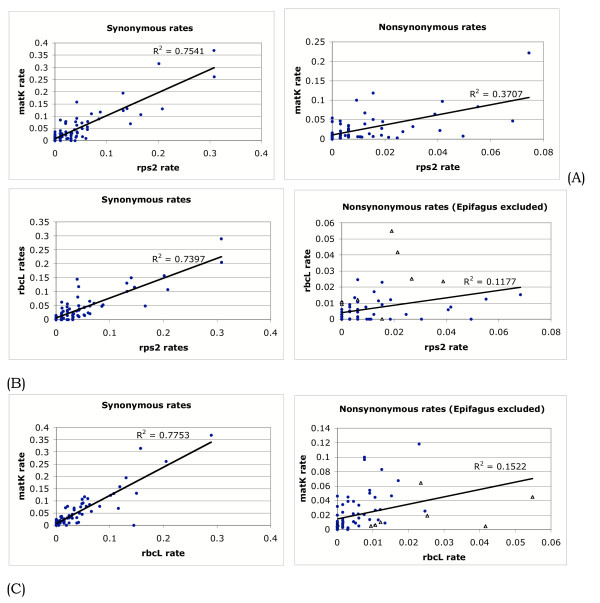 Synonymous rates
R² = 0.7541
matK rate
0.4
0.35
0.3
0.25
0.2
0.15
0.1
0.05
0
0 0.1 0.2 0.3 0.4
rps2 rate
Nonsynonymous rates
R² = 0.3707
matK rate
0.25
0.2
0.15
0.1
0.05
0
0 0.02 0.04 0.06 0.08
rps2 rate
(A)
Synonymous rates
R² = 0.7397
rbcL rates
0.35
0.3
0.25
0.2
0.15
0.1
0.05
0
0 0.1 0.2 0.3 0.4
rps2 rates
Nonsynonymous rates (Epifagus excluded)
R² = 0.1177
rbcL rate
0.06
0.05
0.04
0.03
0.02
0.01
0
0 0.02 0.04 0.06 0.08
rps2 rate
(B)
Synonymous rates
R² = 0.7753
matK rate
0.4
0.35
0.3
0.25
0.2
0.15
0.1
0.05
0
0 0.1 0.2 0.3 0.4
rbcL rate
Nonsynonymous rates (Epifagus excluded)
R² = 0.1522
matK rate
0.14
0.12
0.1
0.08
0.06
0.04
0.02
0
0 0.01 0.02 0.03 0.04 0.05 0.06
rbcL rate
(C)